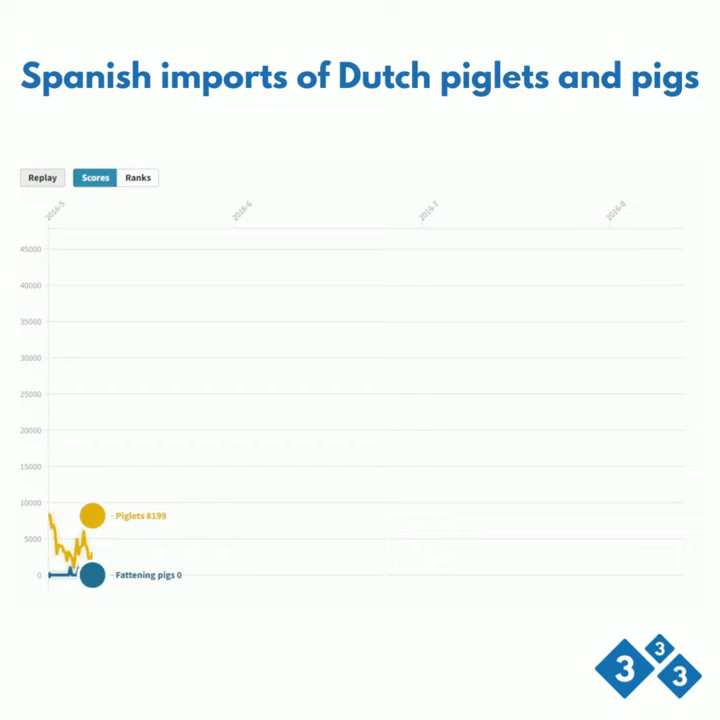 Spanish imports of Dutch piglets and pigs
Replay Scores Ranks
2016-5 2016-6 2016-7 2016-8
45000
40000
35000
30000
25000
20000
15000
10000
Piglets 8199
5000
0
Fattening pigs 0
3 3 3